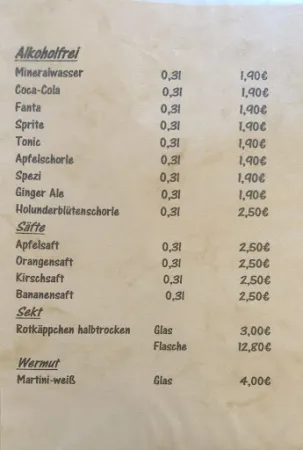 Alkoholfrei
Mineralwasser 0,3l 1,90€
Coca-Cola 0,3l 1,90€
Fanta 0,3l 1,90€
Sprite 0,3l 1,90€
Tonic 0,3l 1,90€
Apfelschorle 0,3l 1,90€
Spezi 0,3l 1,90€
Ginger Ale 0,3l 1,90€
Holunderblütenschorle 0,3l 2,50€
Säfte
Apfelsaft 0,3l 2,50€
Orangensaft 0,3l 2,50€
Kirschsaft 0,3l 2,50€
Bananensaft 0,3l 2,50€
Sekt
Rotkäppchen halbtrocken Glas 3,00€
Flasche 12,80€
Wermut
Martini-weiß Glas 4,00€